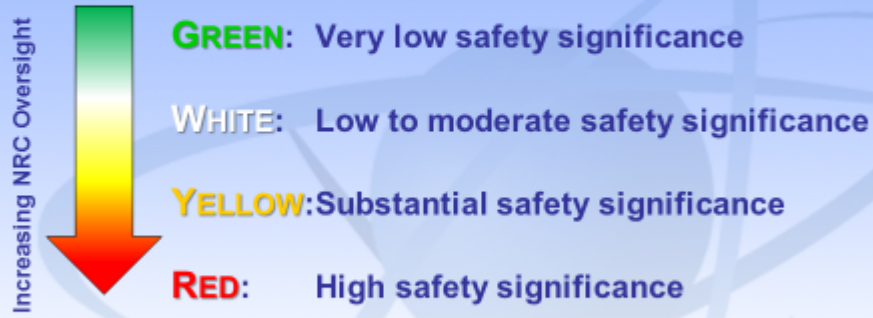 Increasing NRC Oversight
GREEN: Very low safety significance
WHITE: Low to moderate safety significance
YELLOW: Substantial safety significance
RED: High safety significance